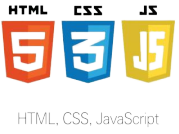 HTML CSS JS
5 3 JS
HTML, CSS, JavaScript